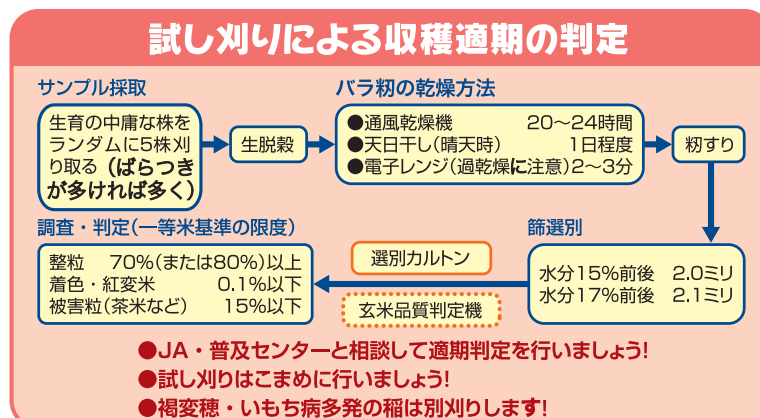 試し刈りによる収穫適期の判定
サンプル採取
生育の中庸な株を
ランダムに5株刈
り取る（ばらつき
が多ければ多く）
生脱穀
バラ籾の乾燥方法
●通風乾燥機 20〜24時間
●天日干し（晴天時） 1日程度
●電子レンジ（過乾燥に注意）2〜3分
籾すり
篩選別
水分15%前後 2.0ミリ
水分17%前後 2.1ミリ
選別カルトン
玄米品質判定機
調査・判定（一等米基準の限度）
整粒 70%（または80%）以上
着色・紅変米 0.1%以下
被害粒（茶米など） 15%以下
●JA・普及センターと相談して適期判定を行いましょう!
●試し刈りはこまめに行いましょう!
●褐変穂・いもち病多発の稲は別刈りします!